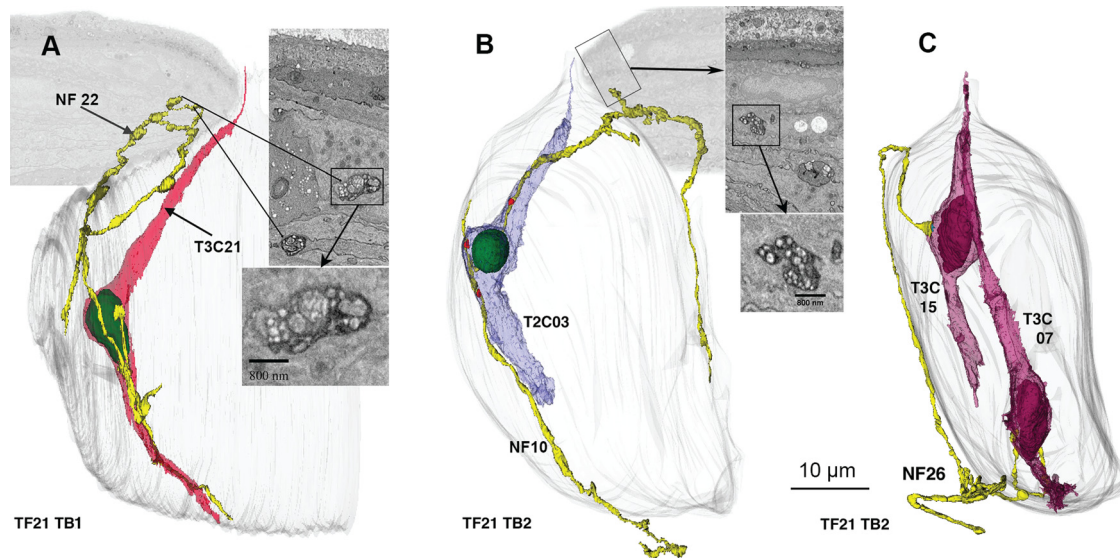 A
NF 22
T3C21
800 nm
TF21 TB1
B
T2C03
800 nm
NF10
TF21 TB2
C
T3C
15
T3C
07
10 µm
NF26
TF21 TB2